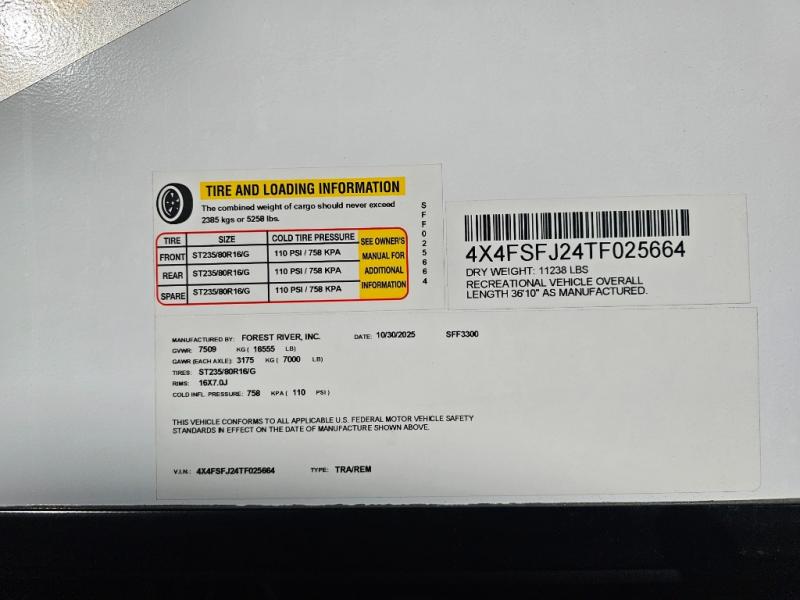 TIRE AND LOADING INFORMATION
The combined weight of cargo should never exceed
2385 kgs or 5258 lbs.
TIRE SIZE COLD TIRE PRESSURE
FRONT ST235/80R16/G 110 PSI / 758 KPA
REAR ST235/80R16/G 110 PSI / 758 KPA
SPARE ST235/80R16/G 110 PSI / 758 KPA
SEE OWNER'S
MANUAL FOR
ADDITIONAL
INFORMATION
SFF025664
4X4FSFJ24TF025664
DRY WEIGHT: 11238 LBS
RECREATIONAL VEHICLE OVERALL
LENGTH 36'10" AS MANUFACTURED.
MANUFACTURED BY: FOREST RIVER, INC. DATE: 10/30/2025 SFF3300
GVWR: 7509 KG ( 16555 LB)
GAWR (EACH AXLE): 3175 KG ( 7000 LB)
TIRES: ST235/80R16/G
RIMS: 16X7.0J
COLD INFL. PRESSURE: 758 KPA ( 110 PSI)
THIS VEHICLE CONFORMS TO ALL APPLICABLE U.S. FEDERAL MOTOR VEHICLE SAFETY
STANDARDS IN EFFECT ON THE DATE OF MANUFACTURE SHOWN ABOVE.
V.I.N.: 4X4FSFJ24TF025664 TYPE: TRA/REM